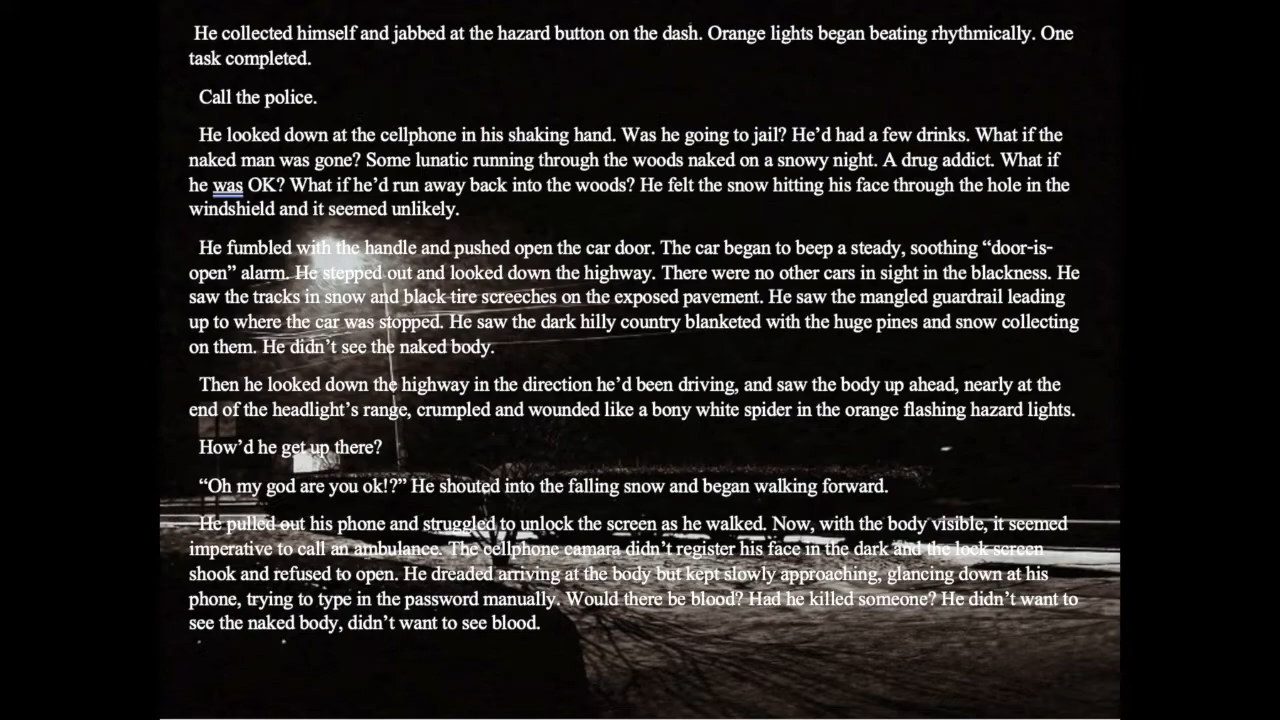 He collected himself and jabbed at the hazard button on the dash. Orange lights began beating rhythmically. One
task completed.
Call the police.
He looked down at the cellphone in his shaking hand. Was he going to jail? He’d had a few drinks. What if the
naked man was gone? Some lunatic running through the woods naked on a snowy night. A drug addict. What if
he was OK? What if he’d run away back into the woods? He felt the snow hitting his face through the hole in the
windshield and it seemed unlikely.
He fumbled with the handle and pushed open the car door. The car began to beep a steady, soothing “door-is-
open” alarm. He stepped out and looked down the highway. There were no other cars in sight in the blackness. He
saw the tracks in snow and black tire screeches on the exposed pavement. He saw the mangled guardrail leading
up to where the car was stopped. He saw the dark hilly country blanketed with the huge pines and snow collecting
on them. He didn’t see the naked body.
Then he looked down the highway in the direction he’d been driving, and saw the body up ahead, nearly at the
end of the headlight’s range, crumpled and wounded like a bony white spider in the orange flashing hazard lights.
How’d he get up there?
“Oh my god are you ok!?” He shouted into the falling snow and began walking forward.
He pulled out his phone and struggled to unlock the screen as he walked. Now, with the body visible, it seemed
imperative to call an ambulance. The cellphone camara didn’t register his face in the dark and the lock screen
shook and refused to open. He dreaded arriving at the body but kept slowly approaching, glancing down at his
phone, trying to type in the password manually. Would there be blood? Had he killed someone? He didn’t want to
see the naked body, didn’t want to see blood.